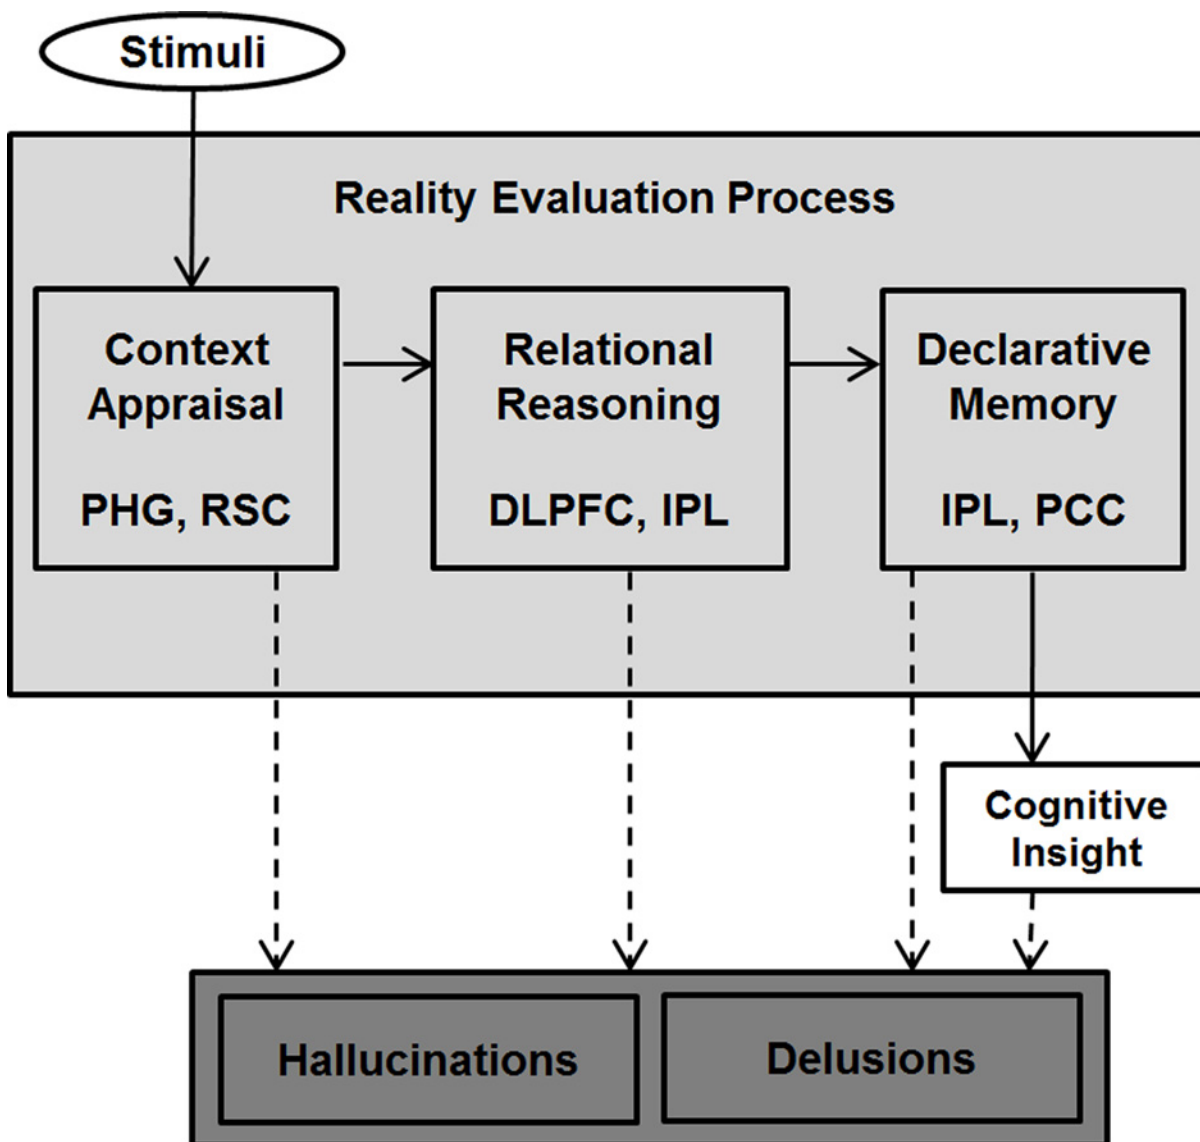 Stimuli
Reality Evaluation Process
Context
Appraisal
PHG, RSC
Relational
Reasoning
DLPFC, IPL
Declarative
Memory
IPL, PCC
Cognitive
Insight
Hallucinations
Delusions